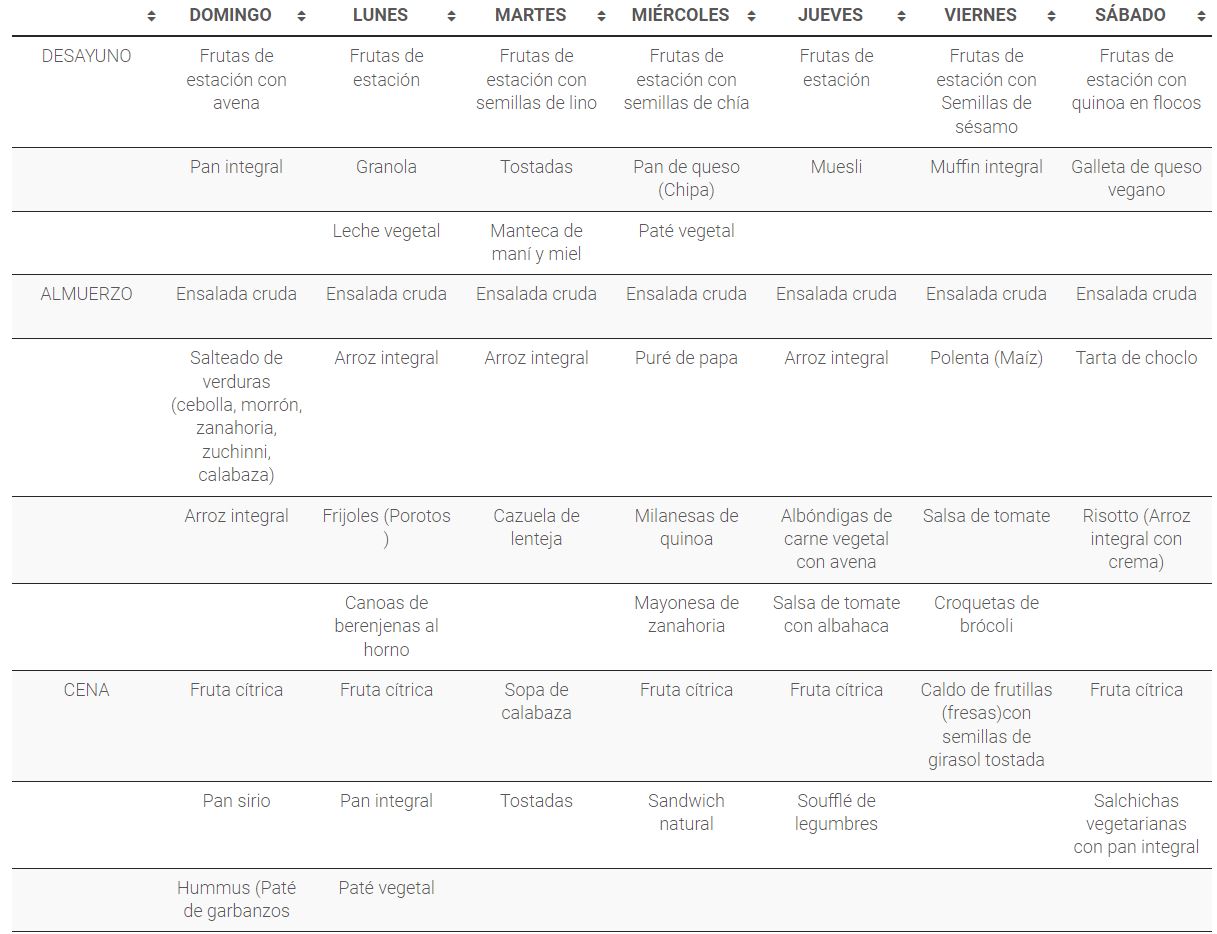 DOMINGO LUNES MARTES MIÉRCOLES JUEVES VIERNES SÁBADO
DESAYUNO Frutas de Frutas de Frutas de Frutas de Frutas de Frutas de Frutas de
estación con estación estación con estación con estación estación con estación con
avena semillas de lino semillas de chía Semillas de quinoa en flocos
sésamo
Pan integral Granola Tostadas Pan de queso Muesli Muffin integral Galleta de queso
(Chipa) vegano
Leche vegetal Manteca de Paté vegetal
maní y miel
ALMUERZO Ensalada cruda Ensalada cruda Ensalada cruda Ensalada cruda Ensalada cruda Ensalada cruda Ensalada cruda
Salteado de Arroz integral Arroz integral Puré de papa Arroz integral Polenta (Maíz) Tarta de choclo
verduras
(cebolla, morrón,
zanahoria,
zuchinni,
calabaza)
Arroz integral Frijoles (Porotos Cazuela de Milanesas de Albóndigas de Salsa de tomate Risotto (Arroz
) lenteja quinoa carne vegetal integral con
con avena crema)
Canoas de Mayonesa de Salsa de tomate Croquetas de
berenjenas al zanahoria con albahaca brócoli
horno
CENA Fruta cítrica Fruta cítrica Sopa de Fruta cítrica Fruta cítrica Caldo de frutillas Fruta cítrica
calabaza (fresas)con
semillas de
girasol tostada
Pan sirio Pan integral Tostadas Sandwich Soufflé de Salchichas
natural legumbres vegetarianas
con pan integral
Hummus (Paté Paté vegetal
de garbanzos